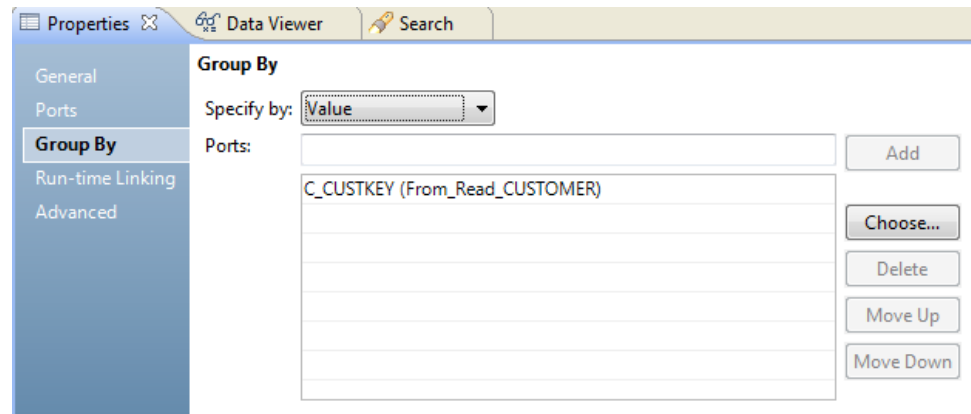 Properties Data Viewer Search
General
Ports
Group By
Run-time Linking
Advanced
Group By
Specify by: Value
Ports:
Add
C_CUSTKEY (From_Read_CUSTOMER)
Choose...
Delete
Move Up
Move Down